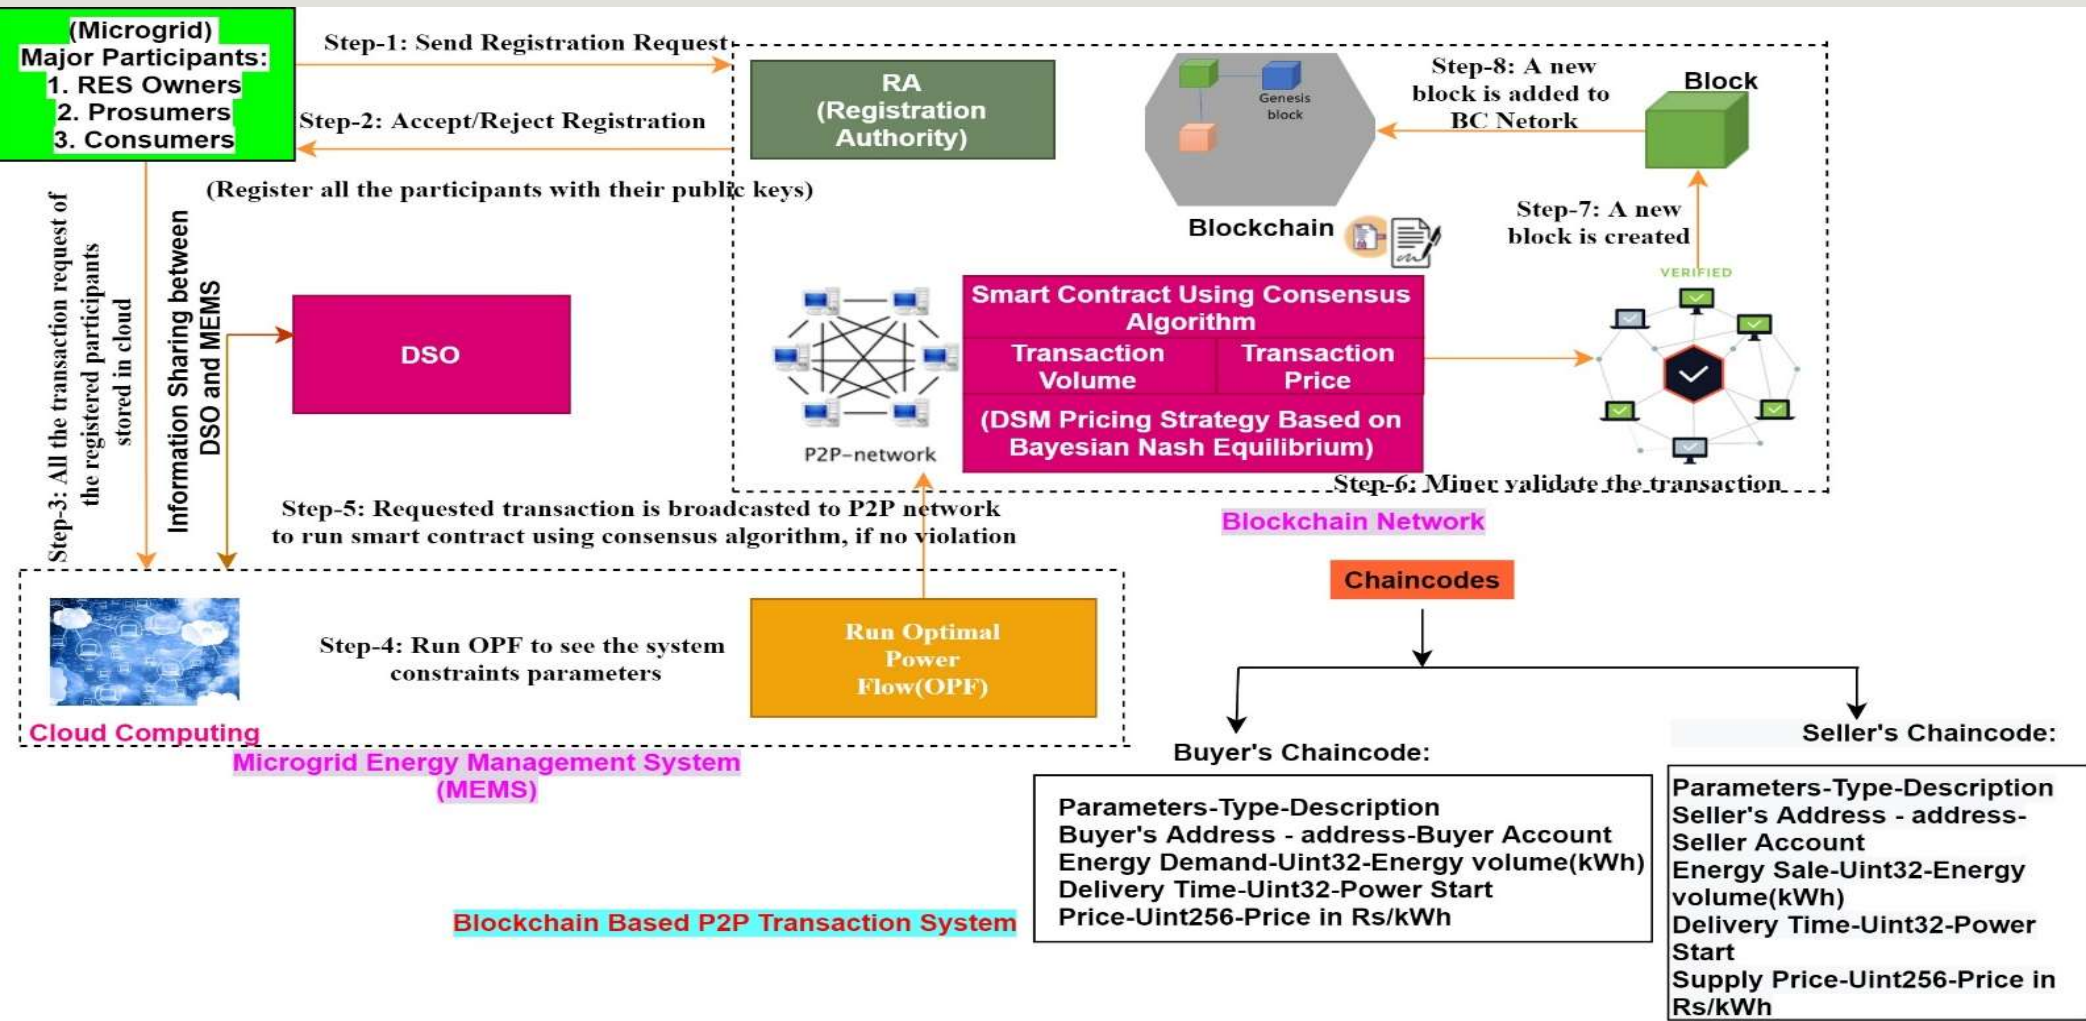 (Microgrid)
Major Participants:
1. RES Owners
2. Prosumers
3. Consumers
Step-1: Send Registration Request
Step-2: Accept/Reject Registration
(Register all the participants with their public keys)
RA
(Registration
Authority)
Genesis
block
Blockchain
Step-8: A new
block is added to
BC Netork
Block
Step-7: A new
block is created
VERIFIED
Step-3: All the transaction request of
the registered participants
stored in cloud
Information Sharing between
DSO and MEMS
DSO
P2P-network
Smart Contract Using Consensus
Algorithm
Transaction
Volume
Transaction
Price
(DSM Pricing Strategy Based on
Bayesian Nash Equilibrium)
Step-6: Miner validate the transaction
Blockchain Network
Step-5: Requested transaction is broadcasted to P2P network
to run smart contract using consensus algorithm, if no violation
Step-4: Run OPF to see the system
constraints parameters
Run Optimal
Power
Flow(OPF)
Cloud Computing
Microgrid Energy Management System
(MEMS)
Chaincodes
Buyer's Chaincode:
Parameters-Type-Description
Buyer's Address - address-Buyer Account
Energy Demand-Uint32-Energy volume(kWh)
Delivery Time-Uint32-Power Start
Price-Uint256-Price in Rs/kWh
Seller's Chaincode:
Parameters-Type-Description
Seller's Address - address-
Seller Account
Energy Sale-Uint32-Energy
volume(kWh)
Delivery Time-Uint32-Power
Start
Supply Price-Uint256-Price in
Rs/kWh
Blockchain Based P2P Transaction System